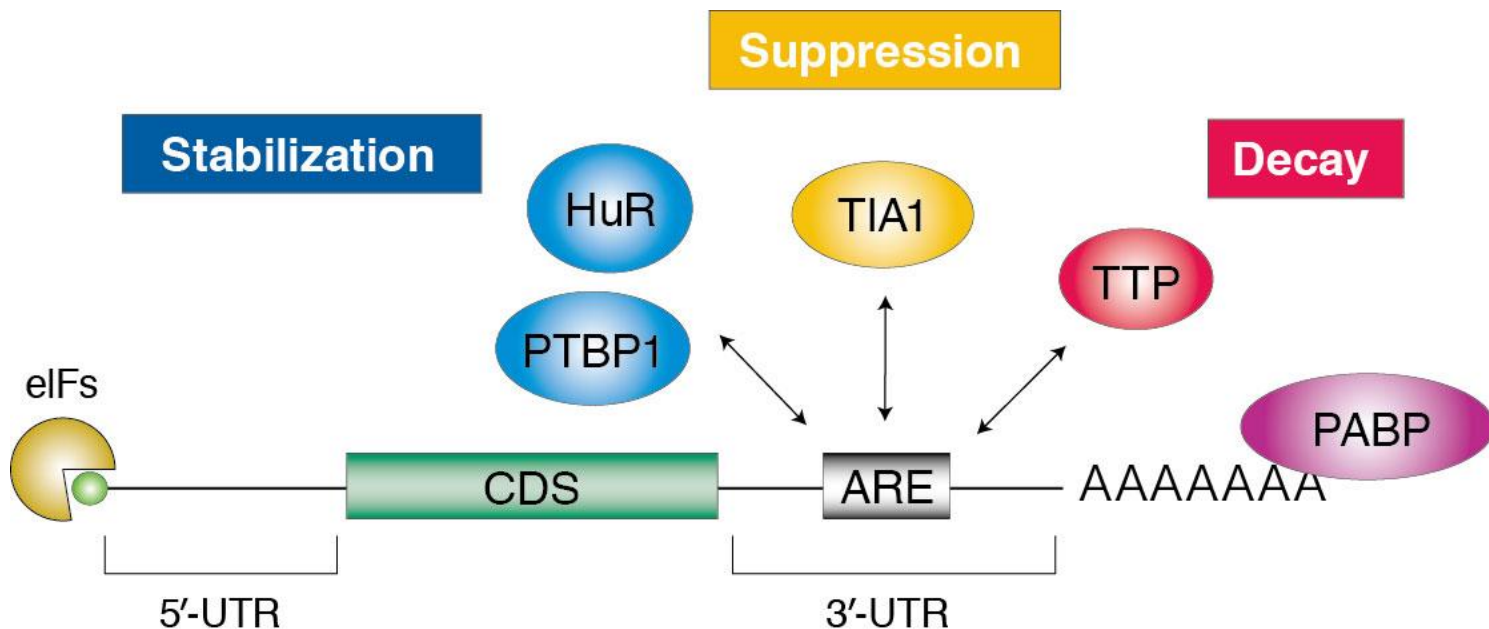 Suppression
Stabilization
Decay
HuR
TIA1
TTP
PTBP1
eIFs
PABP
CDS
ARE
AAAAAAA
5′-UTR
3′-UTR